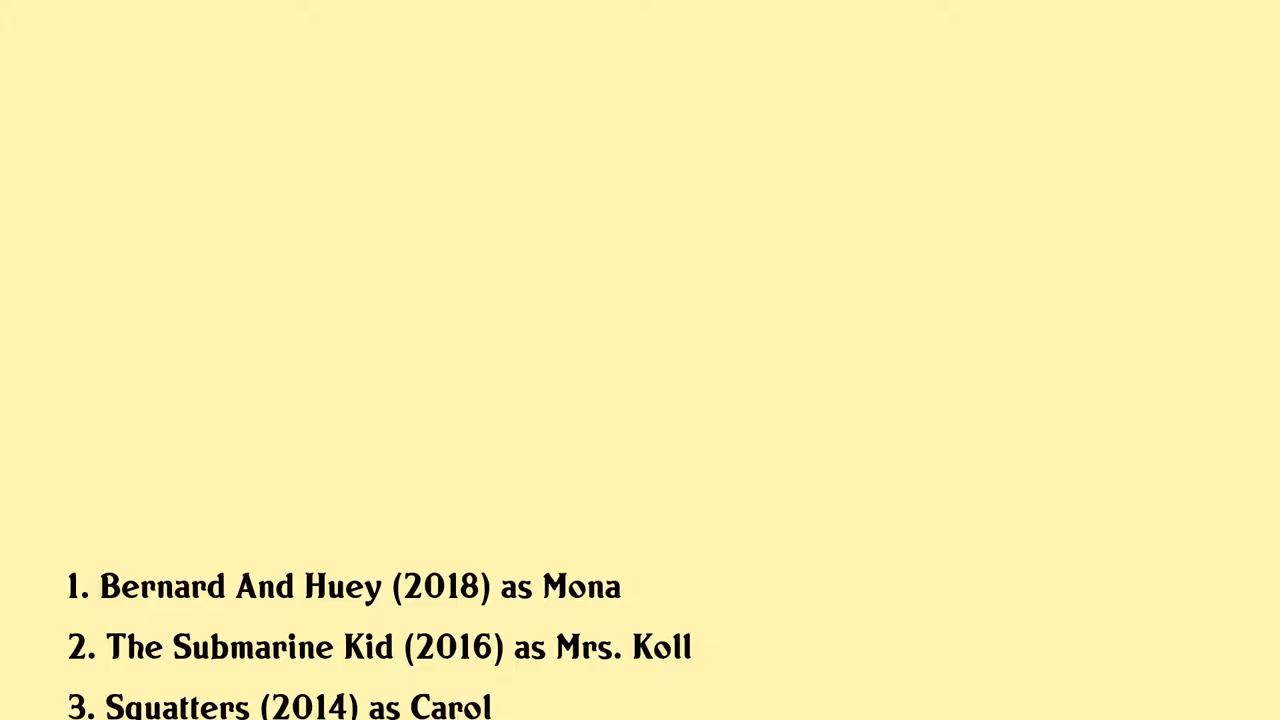 1. Bernard And Huey (2018) as Mona
2. The Submarine Kid (2016) as Mrs. Koll
3. Squatters (2014) as Carol